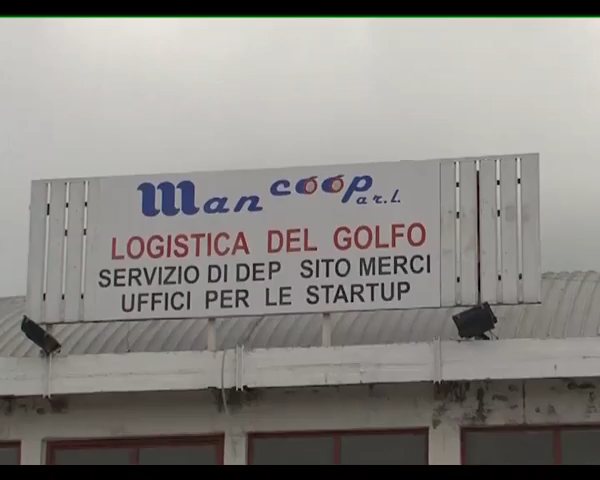 Man coop a r.l.
LOGISTICA DEL GOLFO
SERVIZIO DI DEP SITO MERCI
UFFICI PER LE STARTUP